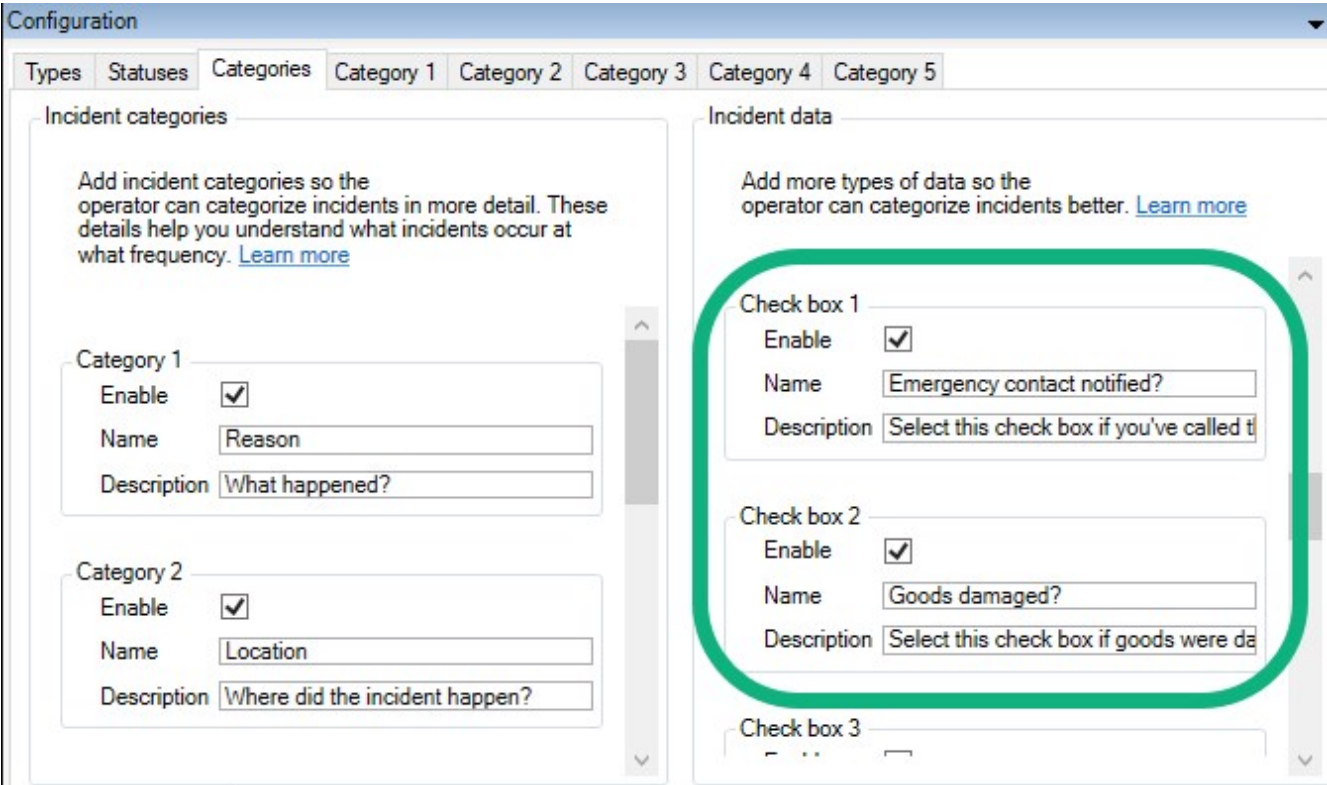 Configuration
Types Statuses Categories Category 1 Category 2 Category 3 Category 4 Category 5
Incident categories
Add incident categories so the
operator can categorize incidents in more detail. These
details help you understand what incidents occur at
what frequency. Learn more
Category 1
Enable
Name Reason
Description What happened?
Category 2
Enable
Name Location
Description Where did the incident happen?
Incident data
Add more types of data so the
operator can categorize incidents better. Learn more
Check box 1
Enable
Name Emergency contact notified?
Description Select this check box if you've called
Check box 2
Enable
Name Goods damaged?
Description Select this check box if goods were da
Check box 3